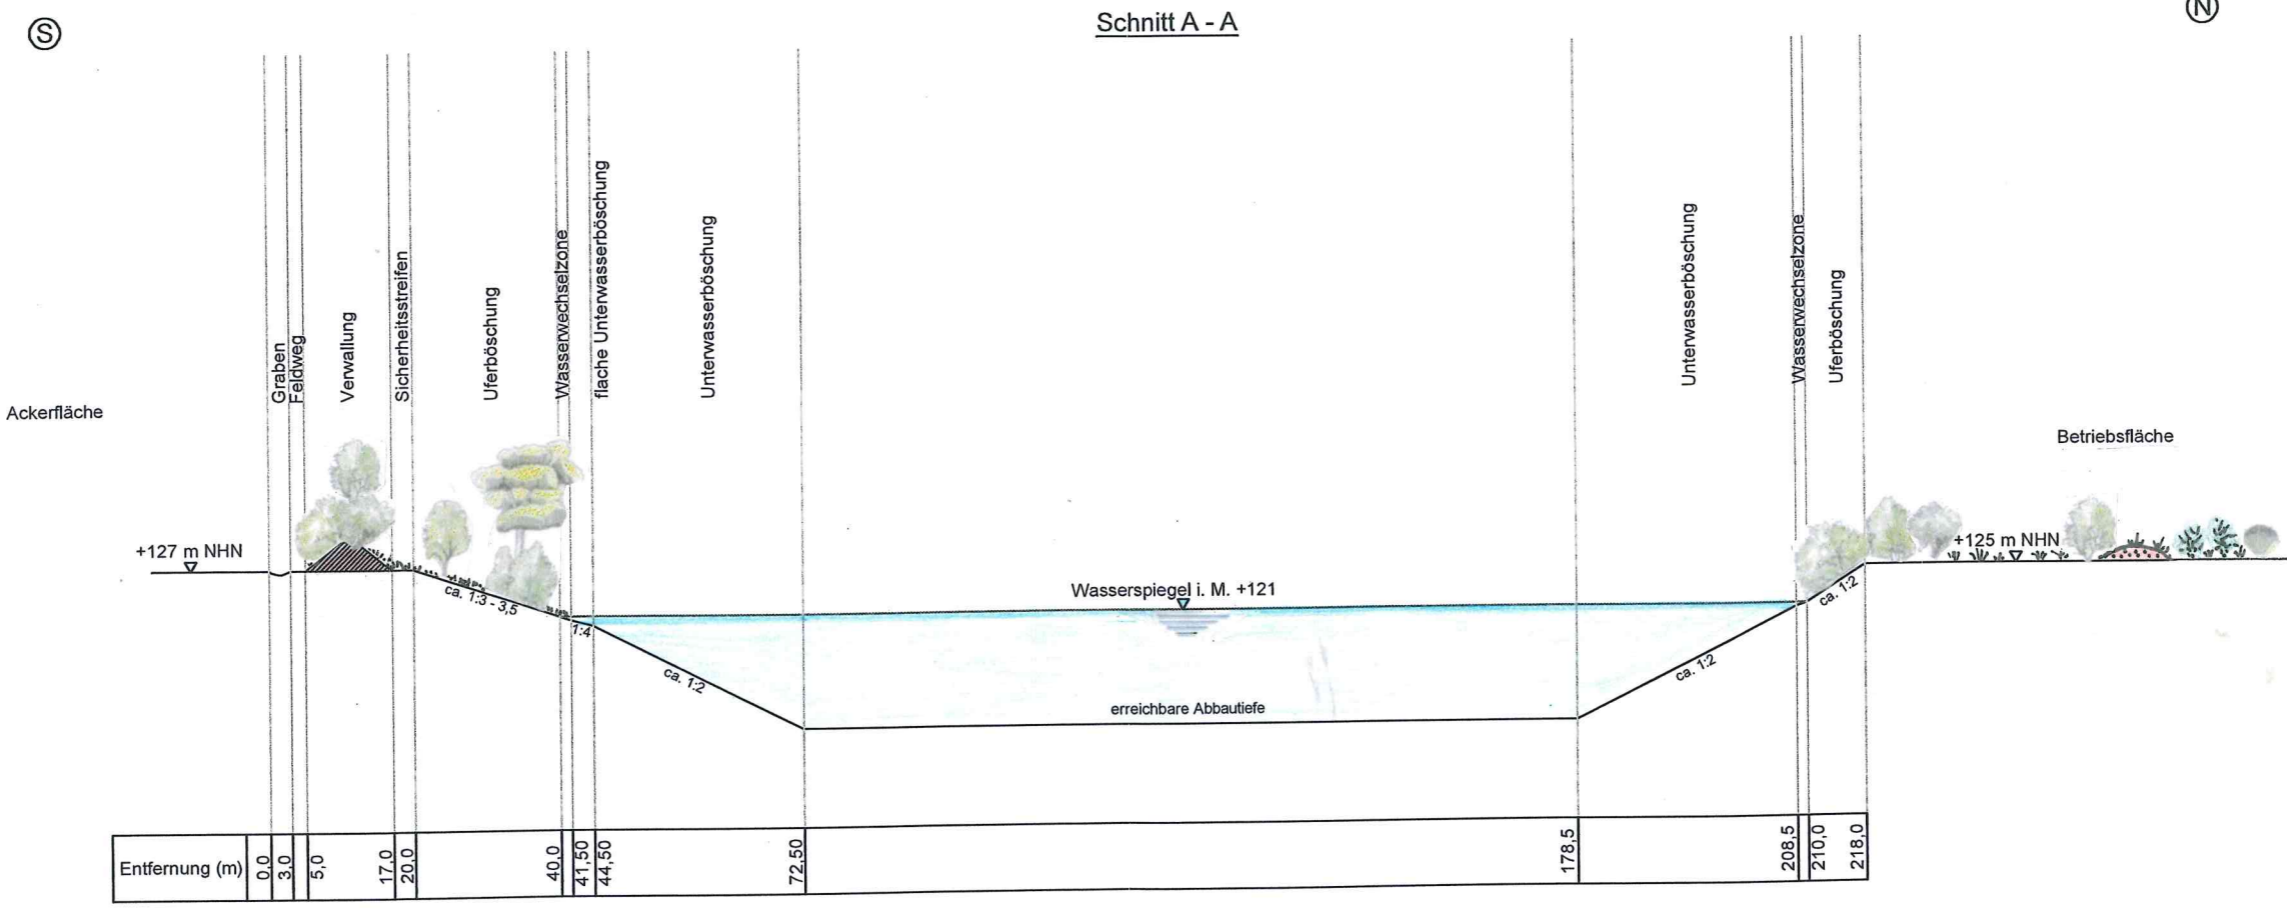 Schnitt A - A
S
N
Graben
Feldweg
Verwallung
Sicherheitsstreifen
Uferböschung
Wasserwechselzone
flache Unterwasserböschung
Unterwasserböschung
Unterwasserböschung
Wasserwechselzone
Uferböschung
Ackerfläche
Betriebsfläche
+127 m NHN
+125 m NHN
Wasserspiegel i. M. +121
ca. 1:3 - 3,5
1:4
ca. 1:2
ca. 1:2
ca. 1:2
erreichbare Abbautiefe
Entfernung (m) 0,0 3,0 5,0 17,0 20,0 40,0 41,50 44,50 72,50 178,5 208,5 210,0 218,0